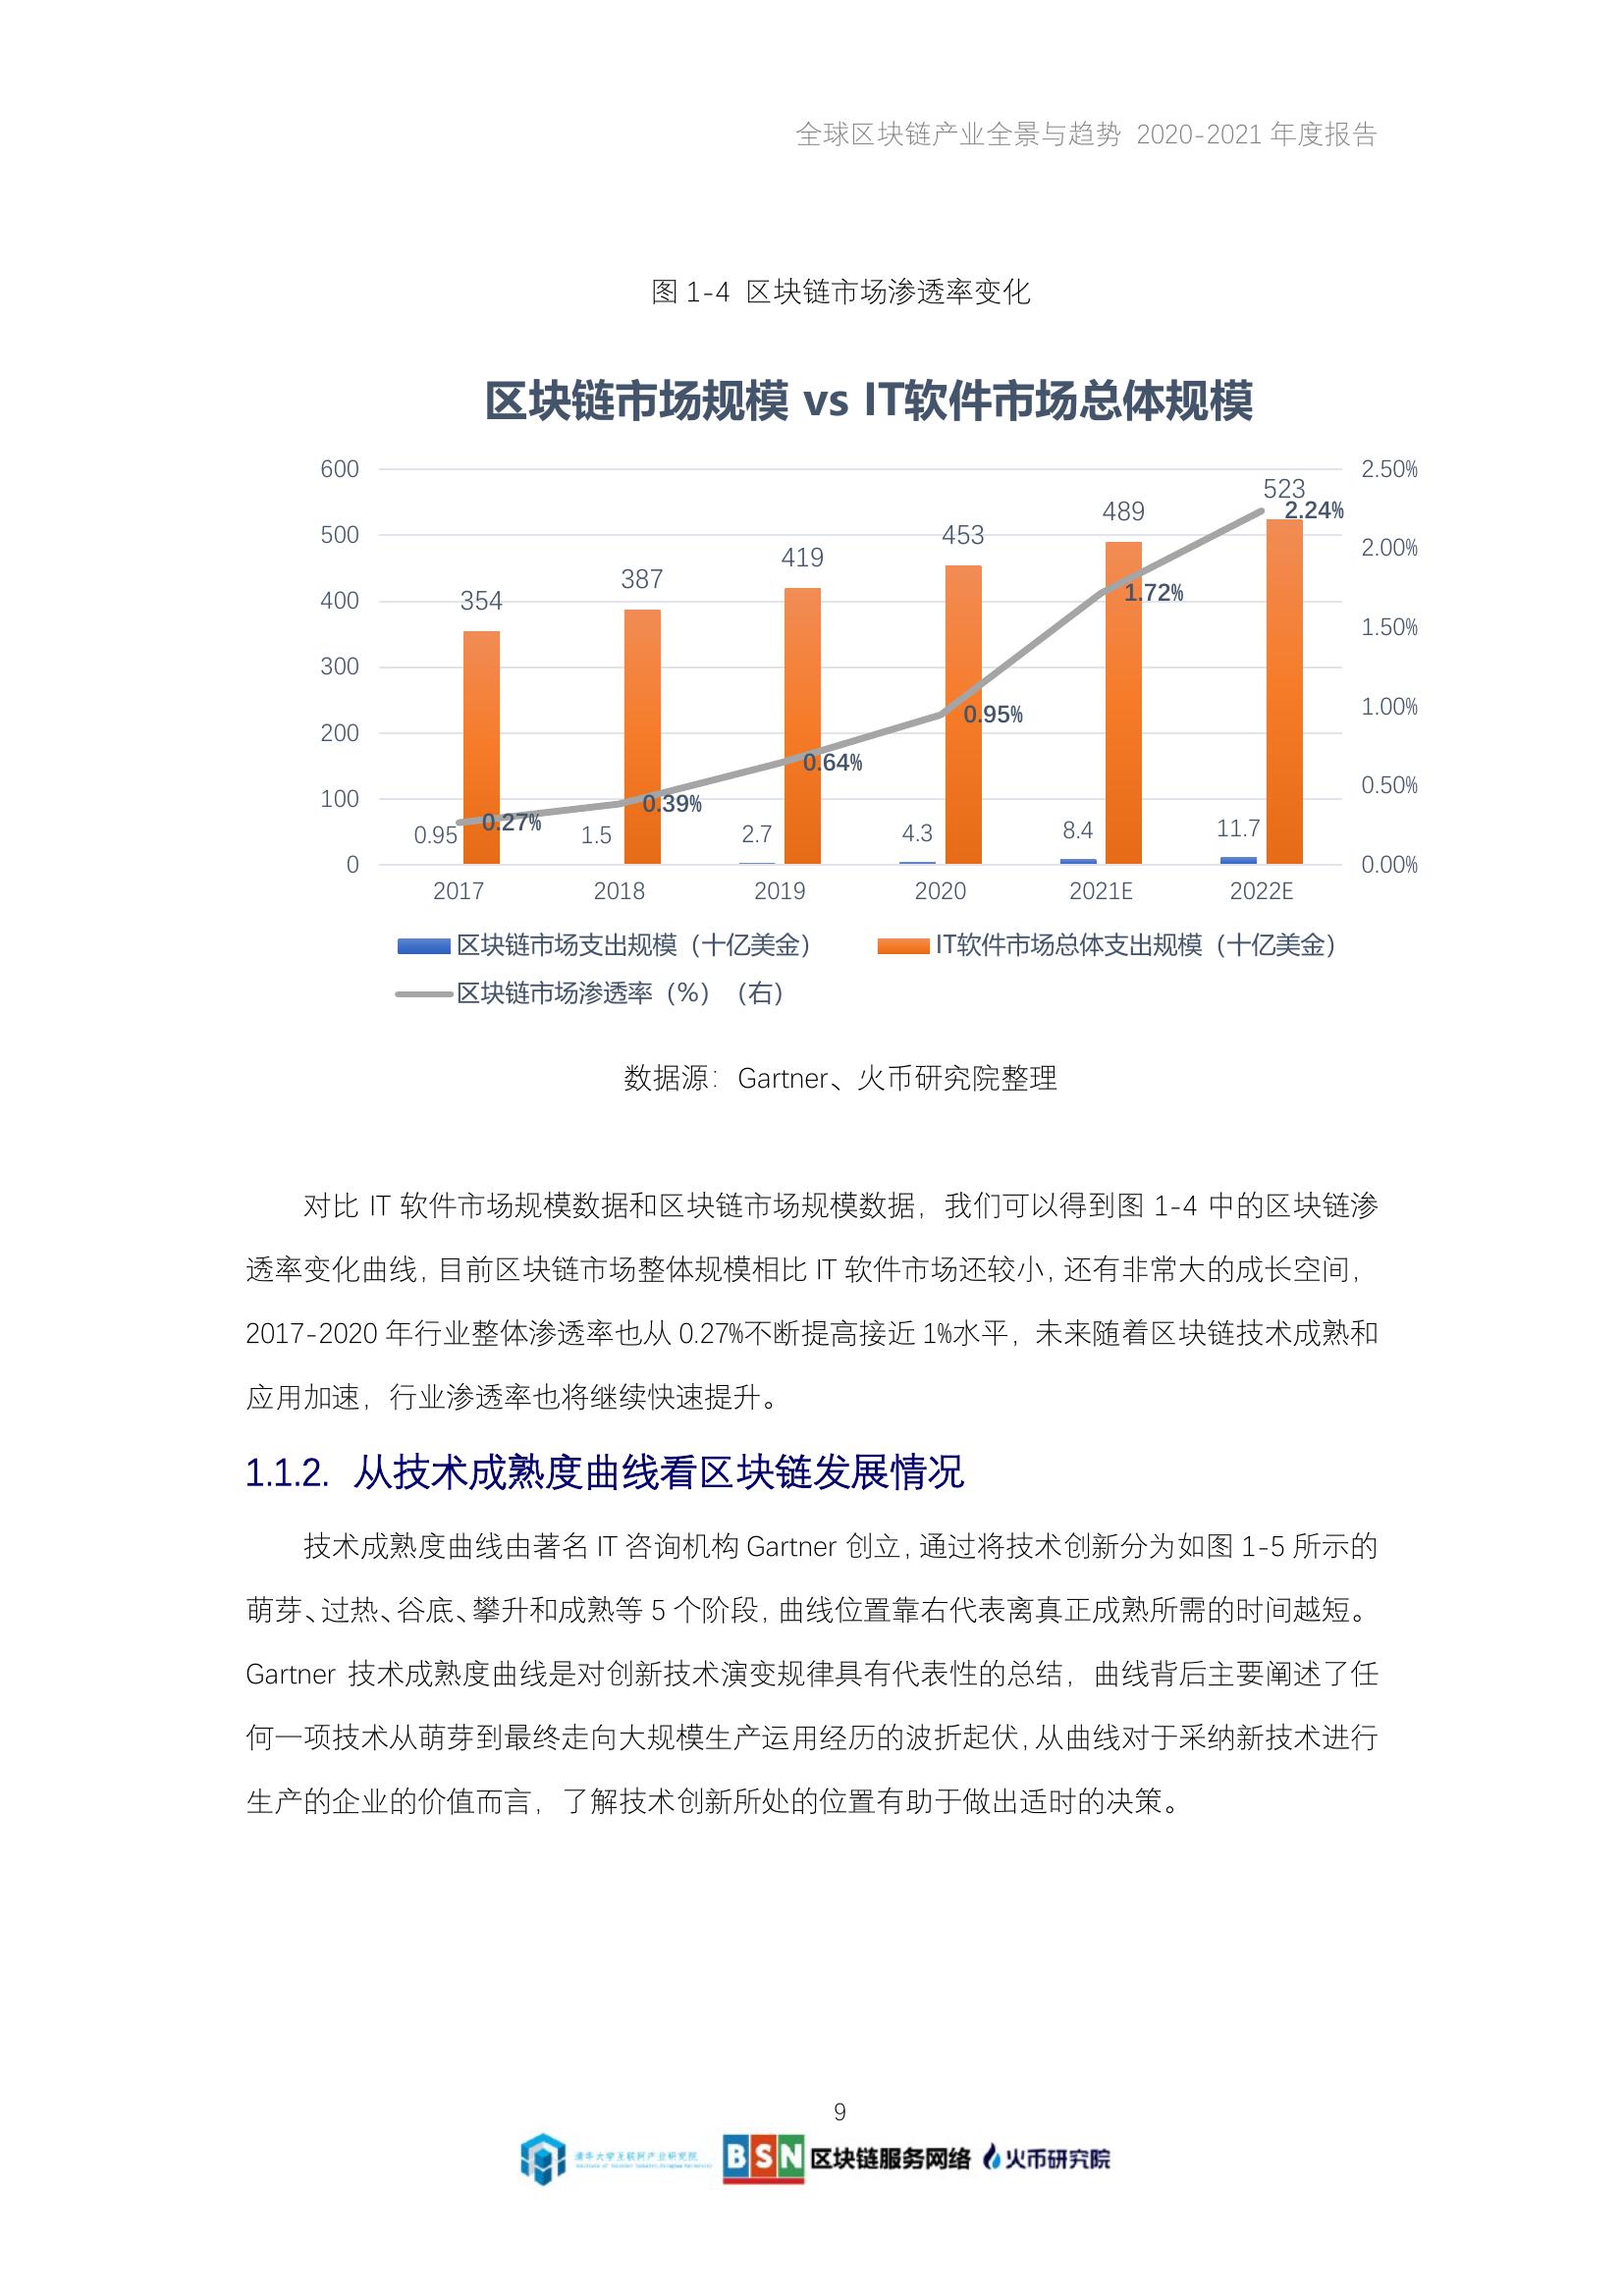 全球区块链产业全景与趋势 2020-2021 年度报告
图 1-4 区块链市场渗透率变化
区块链市场规模 vs IT软件市场总体规模
600
500
400
300
200
100
0
2.50%
2.00%
1.50%
1.00%
0.50%
0.00%
354
387
419
453
489
523
0.27%
0.39%
0.64%
0.95%
1.72%
2.24%
0.95
1.5
2.7
4.3
8.4
11.7
2017
2018
2019
2020
2021E
2022E
区块链市场支出规模（十亿美金）
IT软件市场总体支出规模（十亿美金）
区块链市场渗透率（%）（右）
数据源：Gartner、火币研究院整理
对比 IT 软件市场规模数据和区块链市场规模数据，我们可以得到图 1-4 中的区块链渗
透率变化曲线，目前区块链市场整体规模相比 IT 软件市场还较小，还有非常大的成长空间，
2017-2020 年行业整体渗透率也从 0.27%不断提高接近 1%水平，未来随着区块链技术成熟和
应用加速，行业渗透率也将继续快速提升。
1.1.2. 从技术成熟度曲线看区块链发展情况
技术成熟度曲线由著名 IT 咨询机构 Gartner 创立，通过将技术创新分为如图 1-5 所示的
萌芽、过热、谷底、攀升和成熟等 5 个阶段，曲线位置靠右代表离真正成熟所需的时间越短。
Gartner 技术成熟度曲线是对创新技术演变规律具有代表性的总结，曲线背后主要阐述了任
何一项技术从萌芽到最终走向大规模生产运用经历的波折起伏，从曲线对于采纳新技术进行
生产的企业的价值而言，了解技术创新所处的位置有助于做出适时的决策。
9
清华大学互联网产业研究院
BSN 区块链服务网络
火币研究院